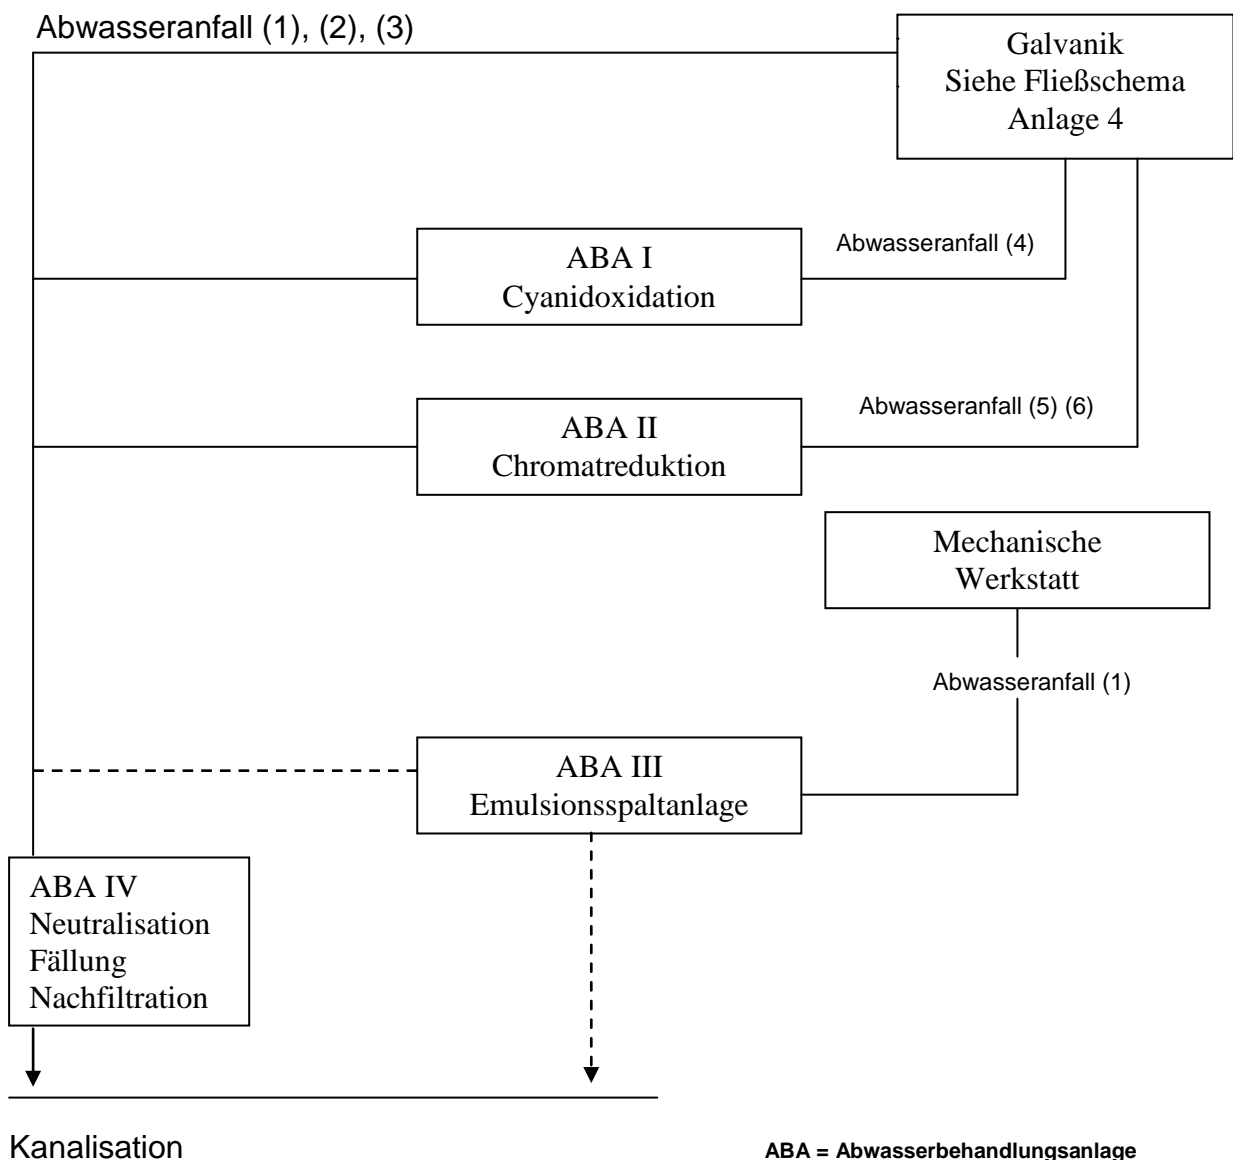 Abwasseranfall (1), (2), (3)
Galvanik
Siehe Fließschema
Anlage 4
Abwasseranfall (4)
ABA I
Cyanidoxidation
Abwasseranfall (5) (6)
ABA II
Chromatreduktion
Mechanische
Werkstatt
Abwasseranfall (1)
ABA III
Emulsionsspaltanlage
ABA IV
Neutralisation
Fällung
Nachfiltration
Kanalisation
ABA = Abwasserbehandlungsanlage